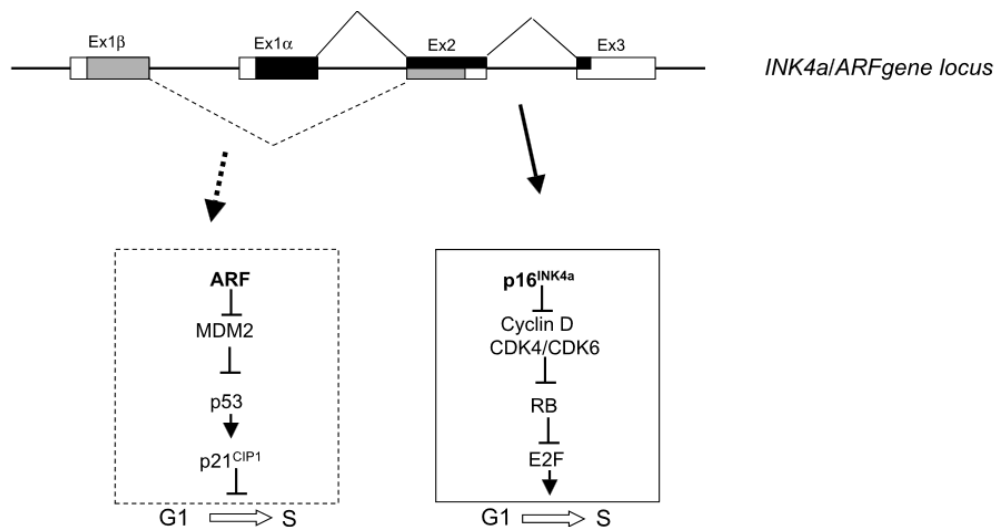 Ex1β
Ex1α
Ex2
Ex3
INK4a/ARFgene locus
ARF
MDM2
p53
p21CIP1
G1 S
p16INK4a
Cyclin D
CDK4/CDK6
RB
E2F
G1 S